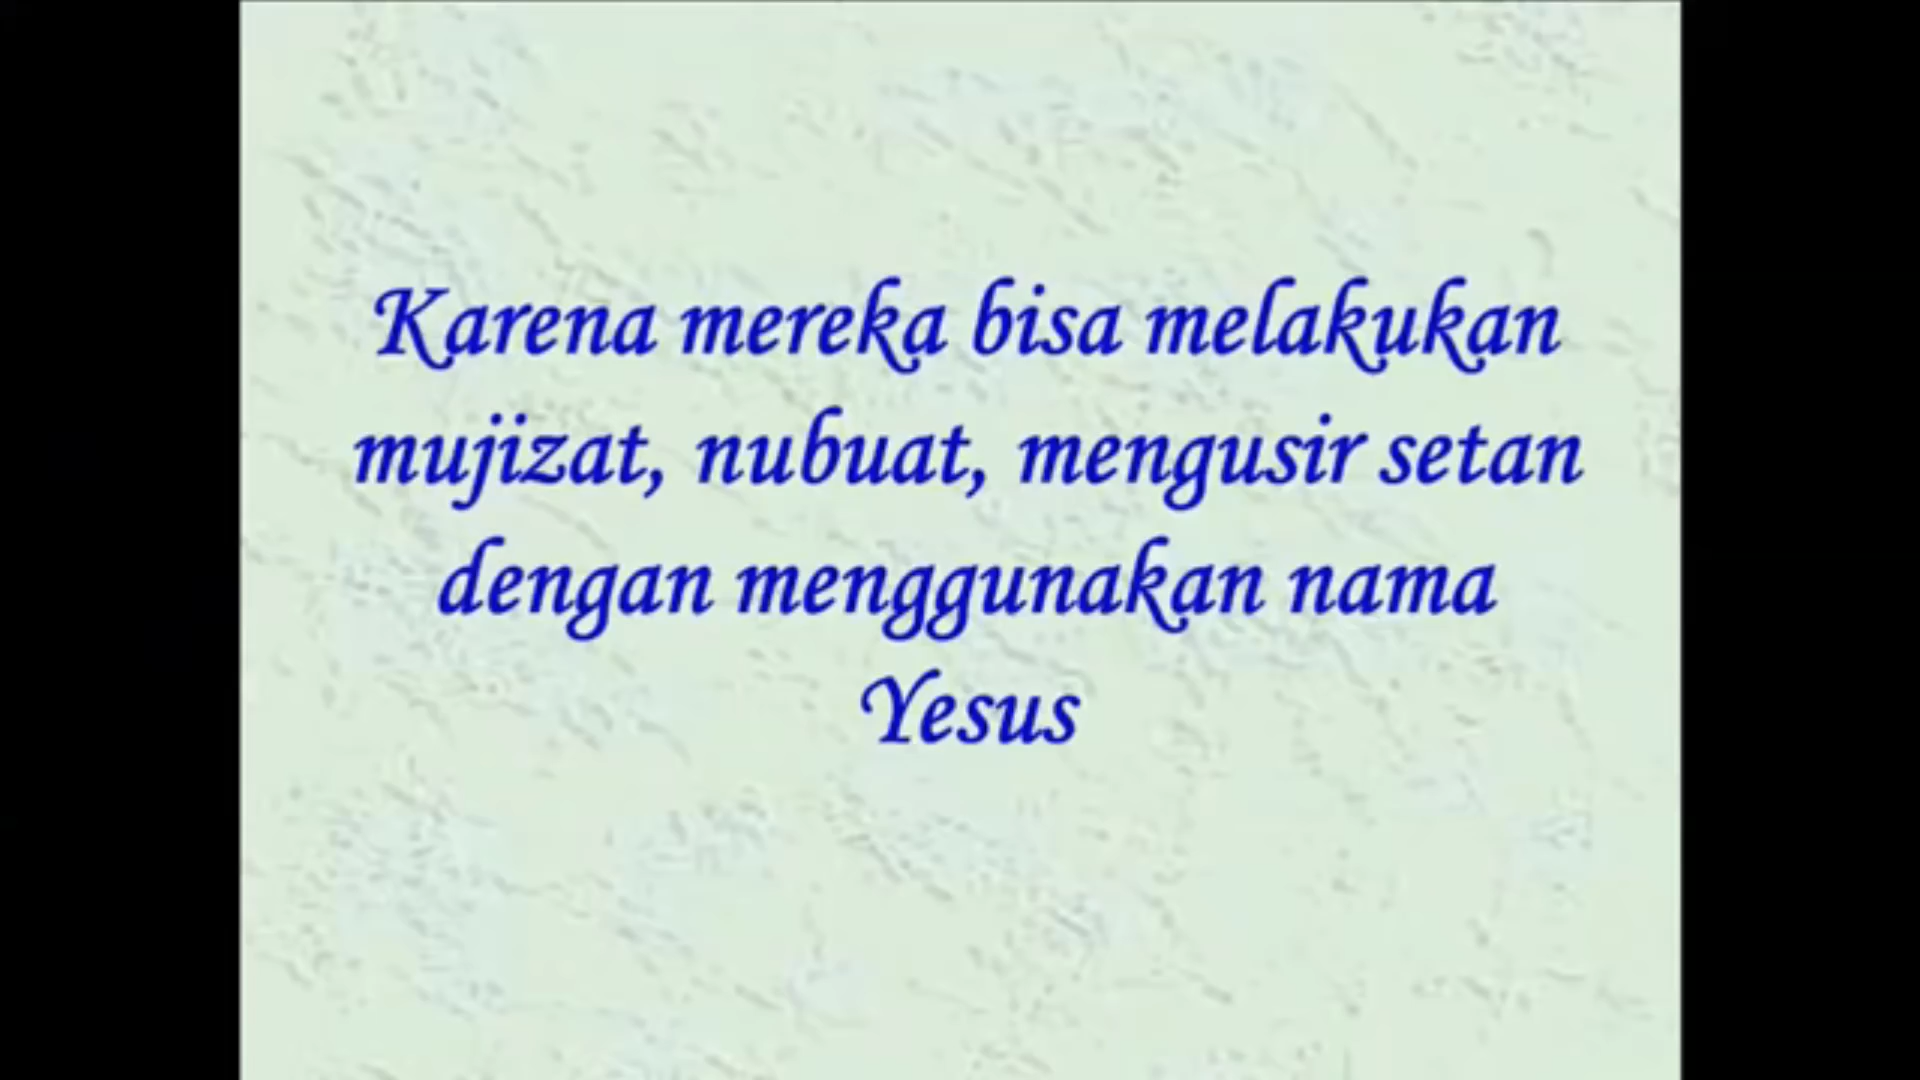 Karena mereka bisa melakukan
mujizat, nubuat, mengusir setan
dengan menggunakan nama
Yesus